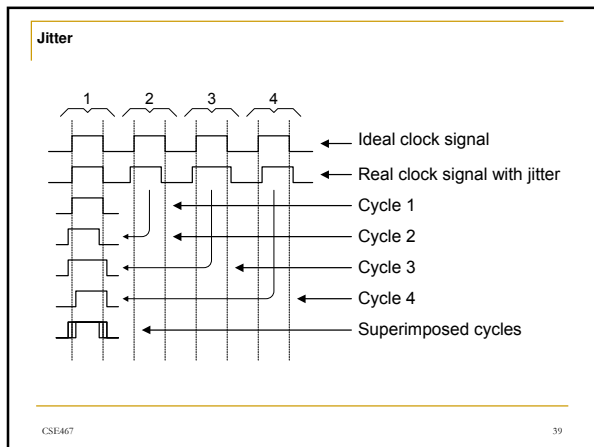 Jitter
1 2 3 4
Ideal clock signal
Real clock signal with jitter
Cycle 1
Cycle 2
Cycle 3
Cycle 4
Superimposed cycles
CSE467 39